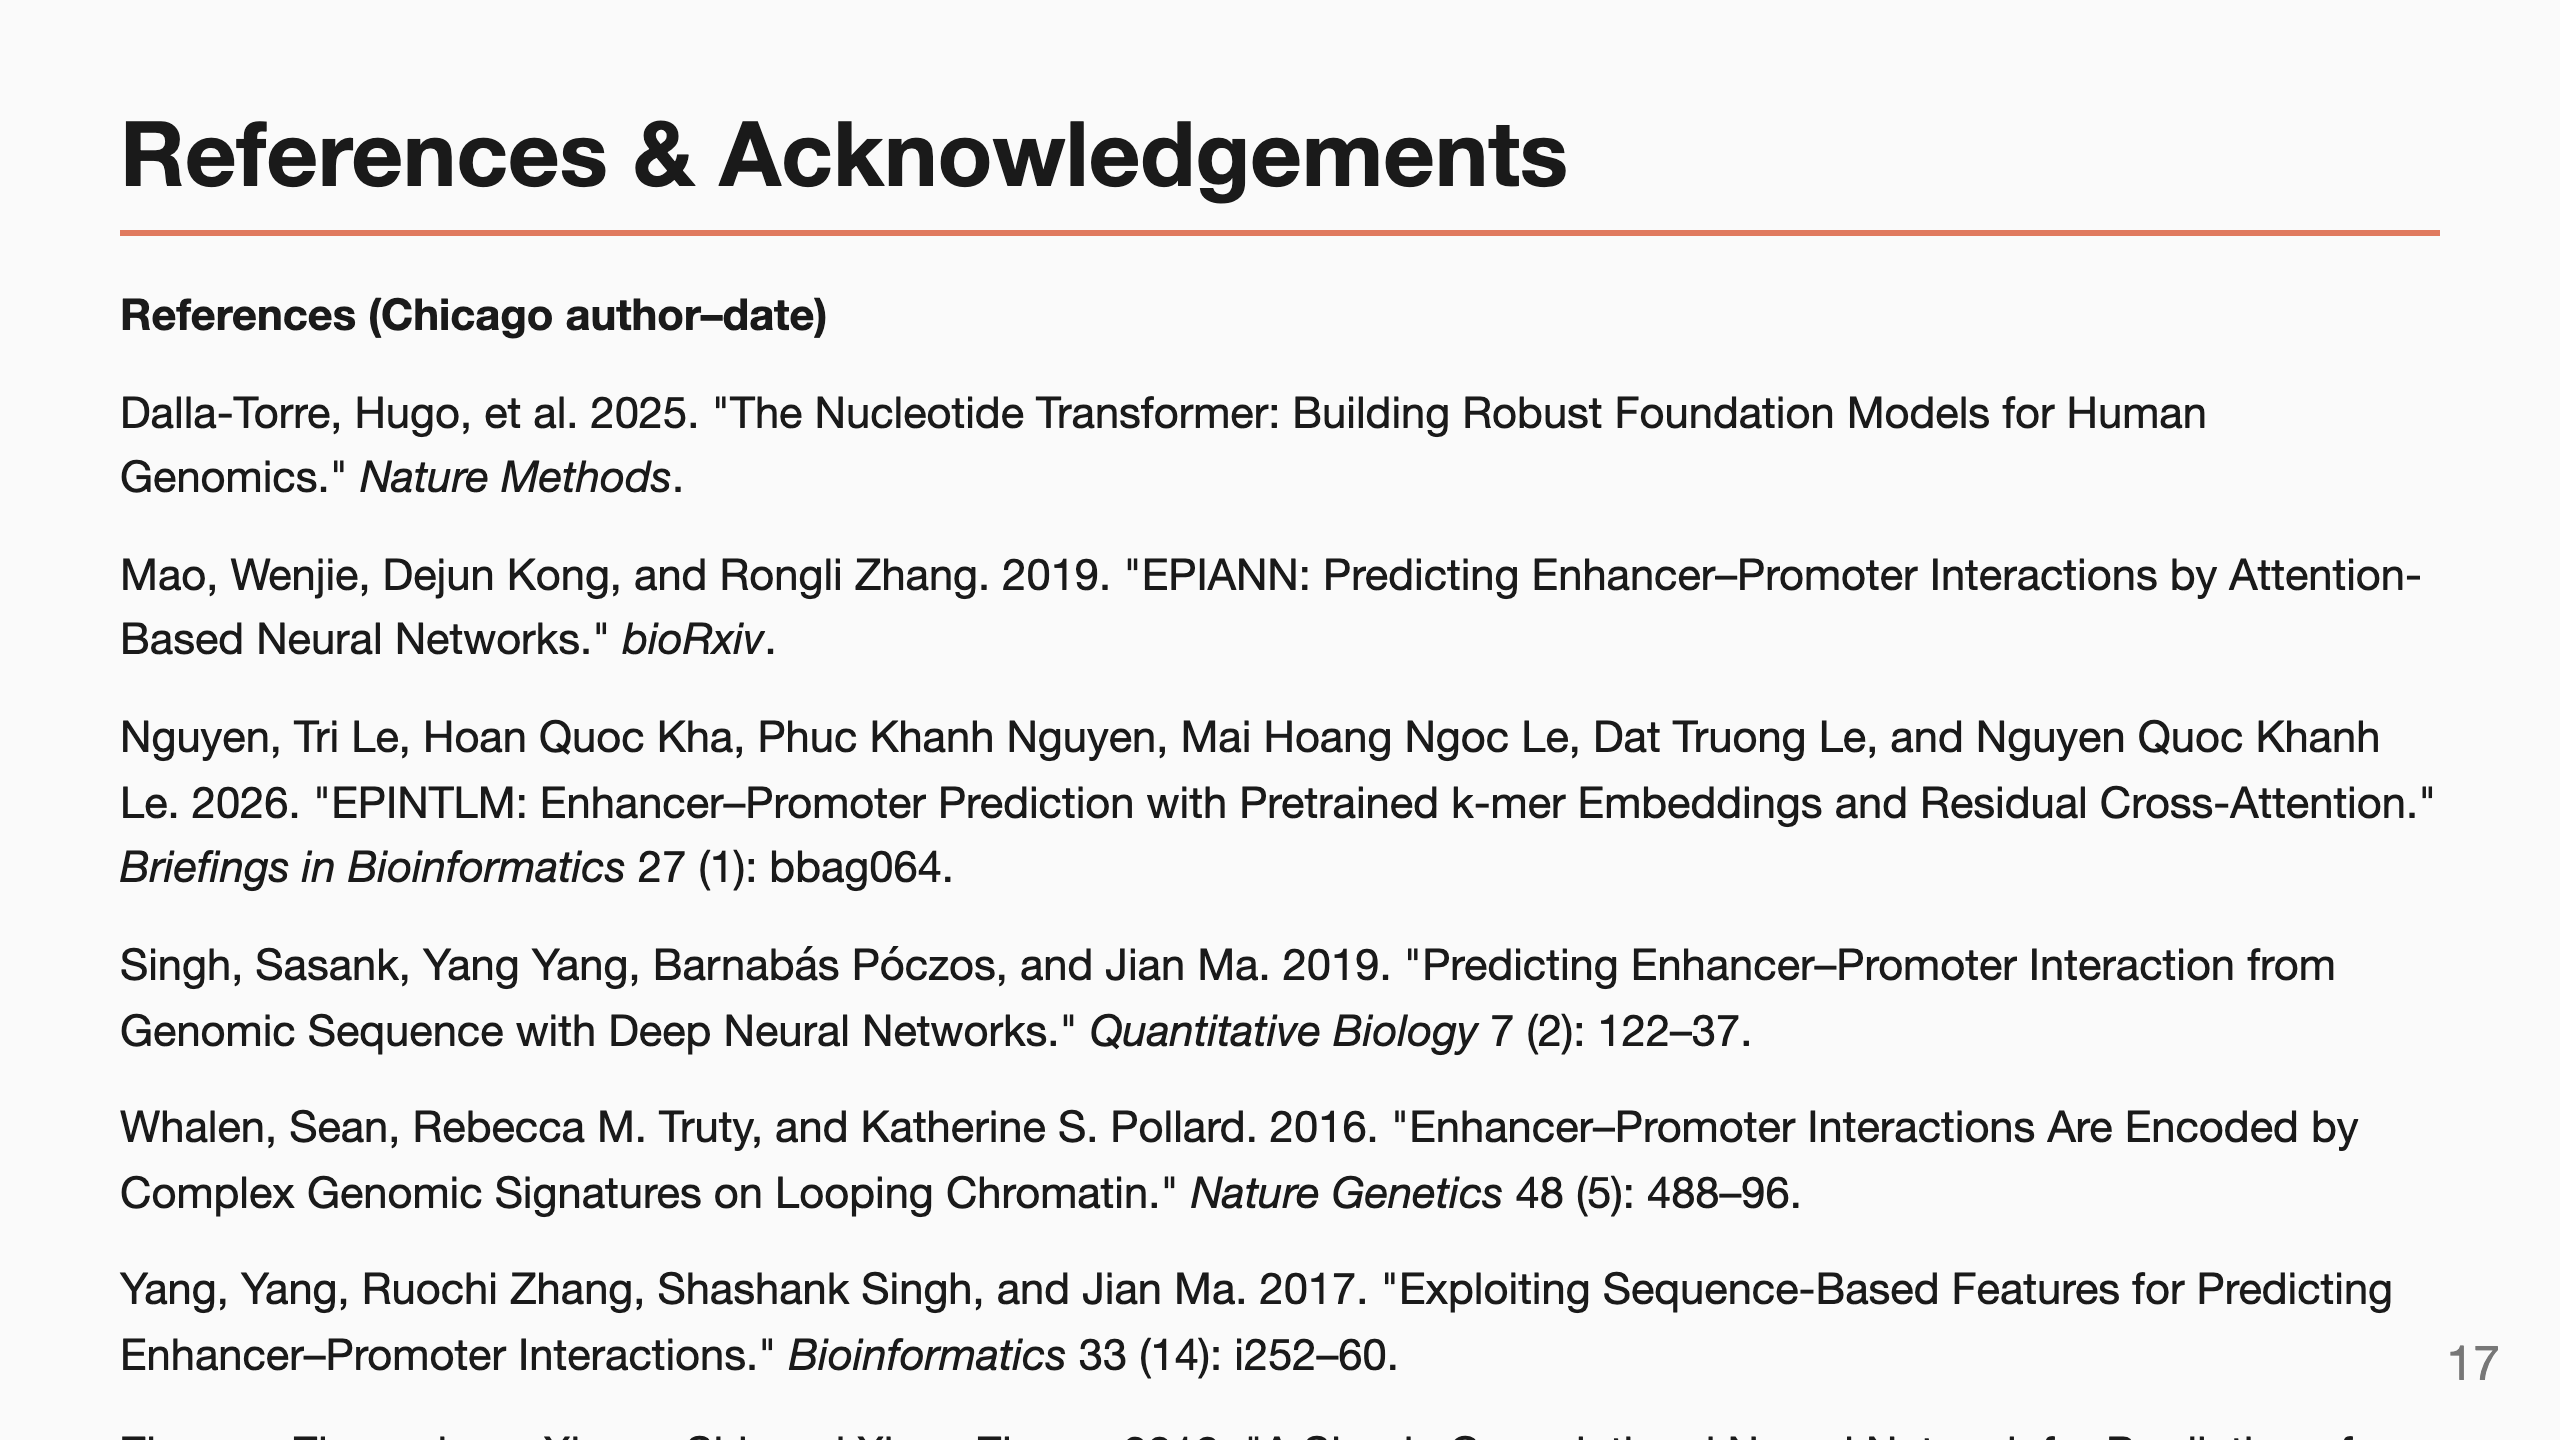 References & Acknowledgements
References (Chicago author–date)
Dalla-Torre, Hugo, et al. 2025. "The Nucleotide Transformer: Building Robust Foundation Models for Human
Genomics." Nature Methods.
Mao, Wenjie, Dejun Kong, and Rongli Zhang. 2019. "EPIANN: Predicting Enhancer–Promoter Interactions by Attention-
Based Neural Networks." bioRxiv.
Nguyen, Tri Le, Hoan Quoc Kha, Phuc Khanh Nguyen, Mai Hoang Ngoc Le, Dat Truong Le, and Nguyen Quoc Khanh
Le. 2026. "EPINTLM: Enhancer–Promoter Prediction with Pretrained k-mer Embeddings and Residual Cross-Attention."
Briefings in Bioinformatics 27 (1): bbag064.
Singh, Sasank, Yang Yang, Barnabás Póczos, and Jian Ma. 2019. "Predicting Enhancer–Promoter Interaction from
Genomic Sequence with Deep Neural Networks." Quantitative Biology 7 (2): 122–37.
Whalen, Sean, Rebecca M. Truty, and Katherine S. Pollard. 2016. "Enhancer–Promoter Interactions Are Encoded by
Complex Genomic Signatures on Looping Chromatin." Nature Genetics 48 (5): 488–96.
Yang, Yang, Ruochi Zhang, Shashank Singh, and Jian Ma. 2017. "Exploiting Sequence-Based Features for Predicting
Enhancer–Promoter Interactions." Bioinformatics 33 (14): i252–60.
17